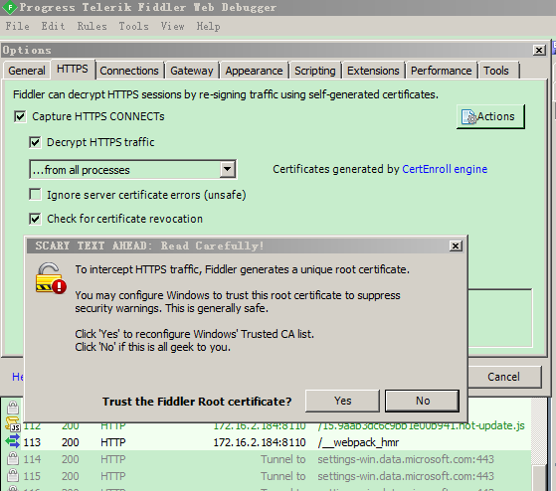 Progress Telerik Fiddler Web Debugger
File Edit Rules Tools View Help
Options
General HTTPS Connections Gateway Appearance Scripting Extensions Performance Tools
Fiddler can decrypt HTTPS sessions by re-signing traffic using self-generated certificates.
Capture HTTPS CONNECTs
Actions
Decrypt HTTPS traffic
...from all processes
Certificates generated by CertEnroll engine
Ignore server certificate errors (unsafe)
Check for certificate revocation
SCARY TEXT AHEAD: Read Carefully!
To intercept HTTPS traffic, Fiddler generates a unique root certificate.
You may configure Windows to trust this root certificate to suppress
security warnings. This is generally safe.
Click 'Yes' to reconfigure Windows' Trusted CA list.
Click 'No' if this is all geek to you.
Trust the Fiddler Root certificate? Yes No
He
Cancel
112 200 HTTP 172.16.2.184:8110
113 200 HTTP 172.16.2.184:8110 /__webpack_hmr
114 200 HTTP Tunnel to settings-win.data.microsoft.com:443
115 200 HTTP Tunnel to settings-win.data.microsoft.com:443